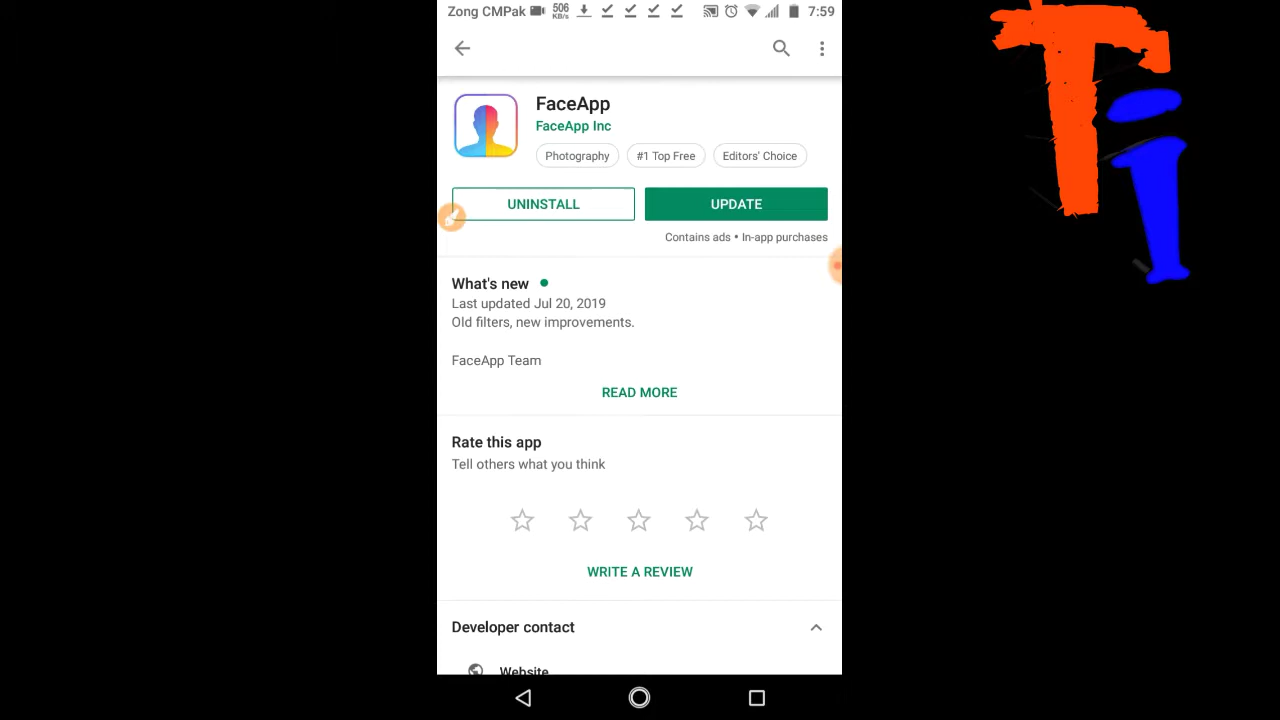 Zong CMPak 506 KB/s 7:59
FaceApp
FaceApp Inc
Photography #1 Top Free Editors' Choice
UNINSTALL UPDATE
Contains ads • In-app purchases
What's new
Last updated Jul 20, 2019
Old filters, new improvements.
FaceApp Team
READ MORE
Rate this app
Tell others what you think
WRITE A REVIEW
Developer contact
Website
Ti